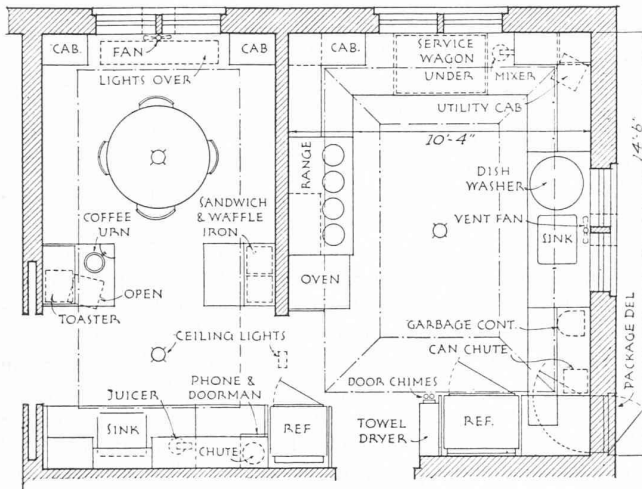 CAB.
FAN
CAB
LIGHTS OVER
CAB.
SERVICE
WAGON
UNDER
MIXER
UTILITY CAB
10'-4"
14'-6"
RANGE
DISH
WASHER
COFFEE
URN
SANDWICH
& WAFFLE
IRON
VENT FAN
SINK
OPEN
TOASTER
OVEN
CEILING LIGHTS
GARBAGE CONT.
CAN CHUTE
PACKAGE DEL
JUICER
PHONE &
DOORMAN
DOOR CHIMES
SINK
CHUTE
REF
TOWEL
DRYER
REF.